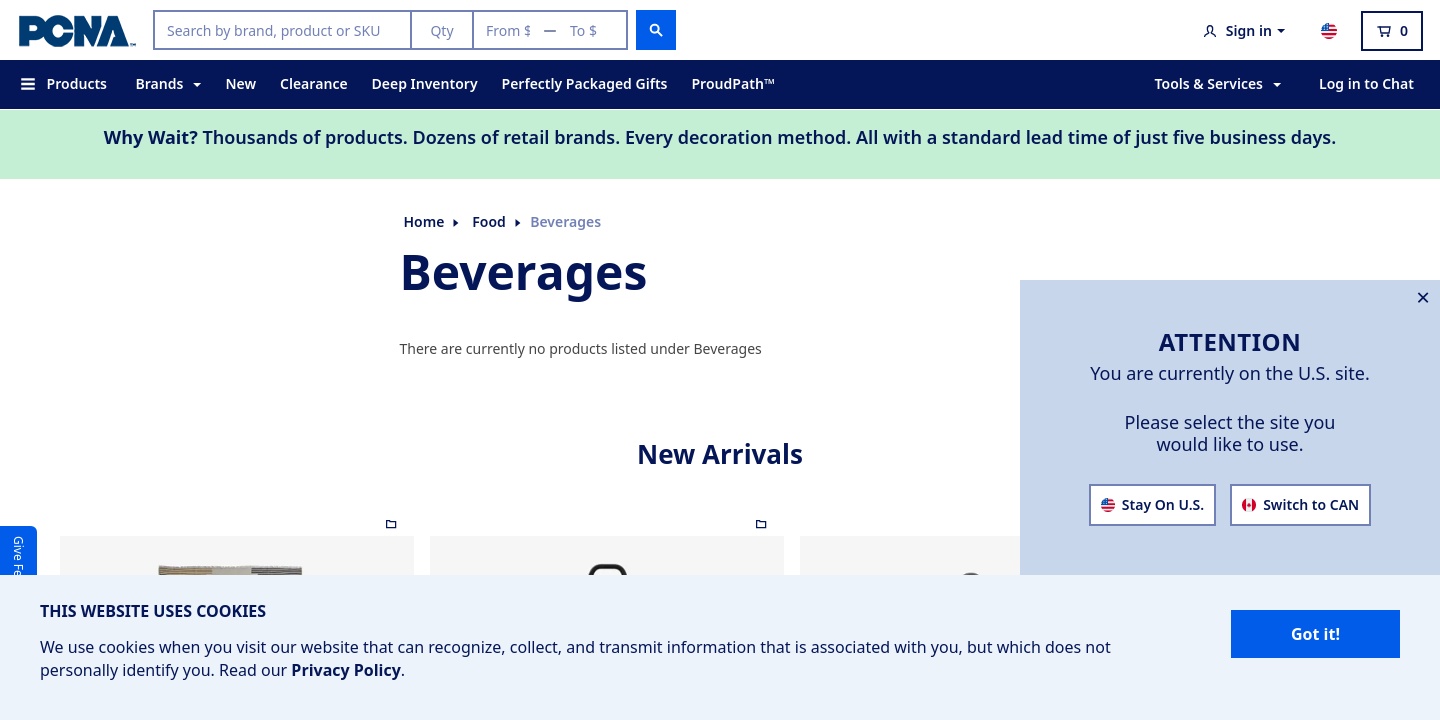 PCNA™
Search by brand, product or SKU
Qty
From $ — To $
Sign in
0
Products
Brands
New
Clearance
Deep Inventory
Perfectly Packaged Gifts
ProudPath™
Tools & Services
Log in to Chat
Why Wait? Thousands of products. Dozens of retail brands. Every decoration method. All with a standard lead time of just five business days.
Home
Food
Beverages
Beverages
There are currently no products listed under Beverages
ATTENTION
You are currently on the U.S. site.
Please select the site you
would like to use.
Stay On U.S.
Switch to CAN
New Arrivals
Give Fe
THIS WEBSITE USES COOKIES
We use cookies when you visit our website that can recognize, collect, and transmit information that is associated with you, but which does not
personally identify you. Read our Privacy Policy.
Got it!